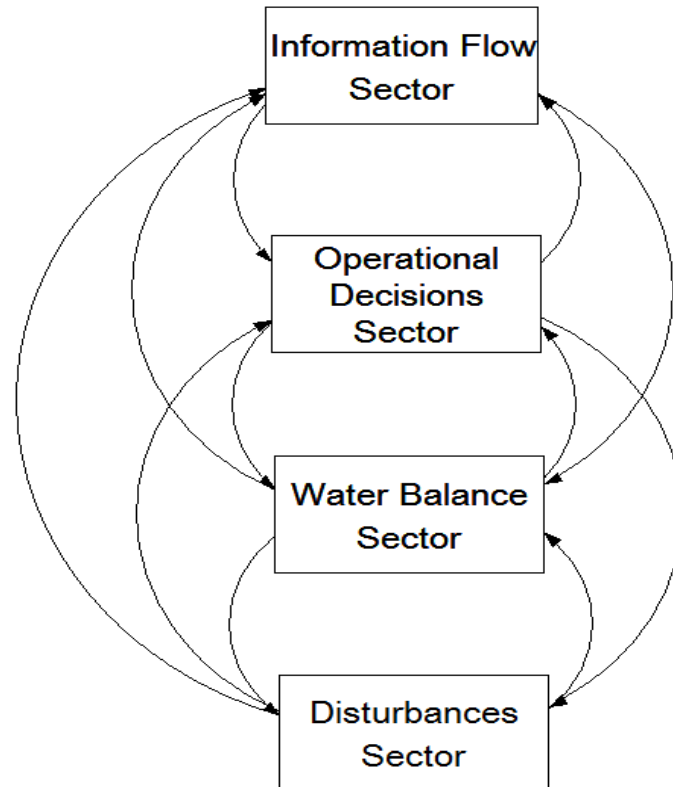 Information Flow
Sector
Operational
Decisions
Sector
Water Balance
Sector
Disturbances
Sector